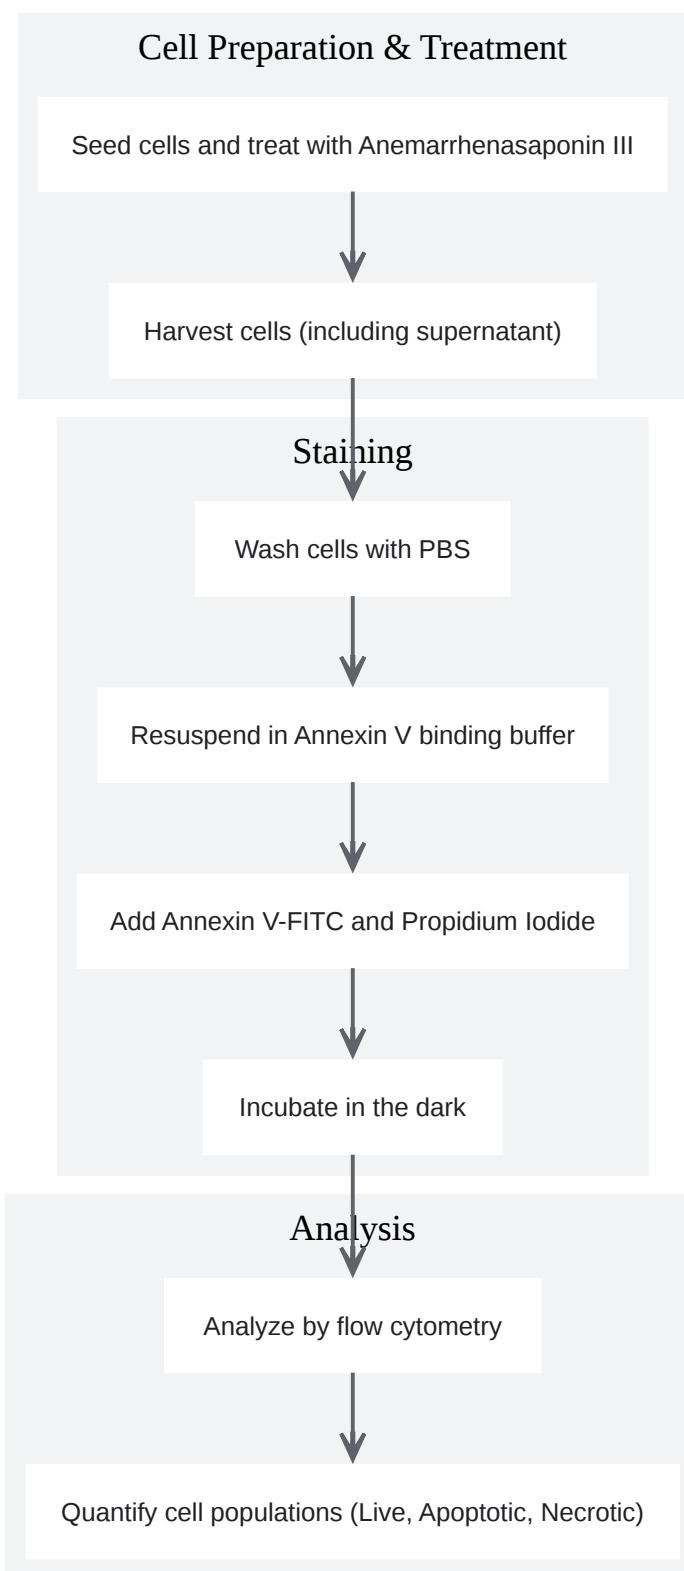 Cell Preparation & Treatment
Seed cells and treat with Anemarrhenasaponin III
Harvest cells (including supernatant)
Staining
Wash cells with PBS
Resuspend in Annexin V binding buffer
Add Annexin V-FITC and Propidium Iodide
Incubate in the dark
Analysis
Analyze by flow cytometry
Quantify cell populations (Live, Apoptotic, Necrotic)